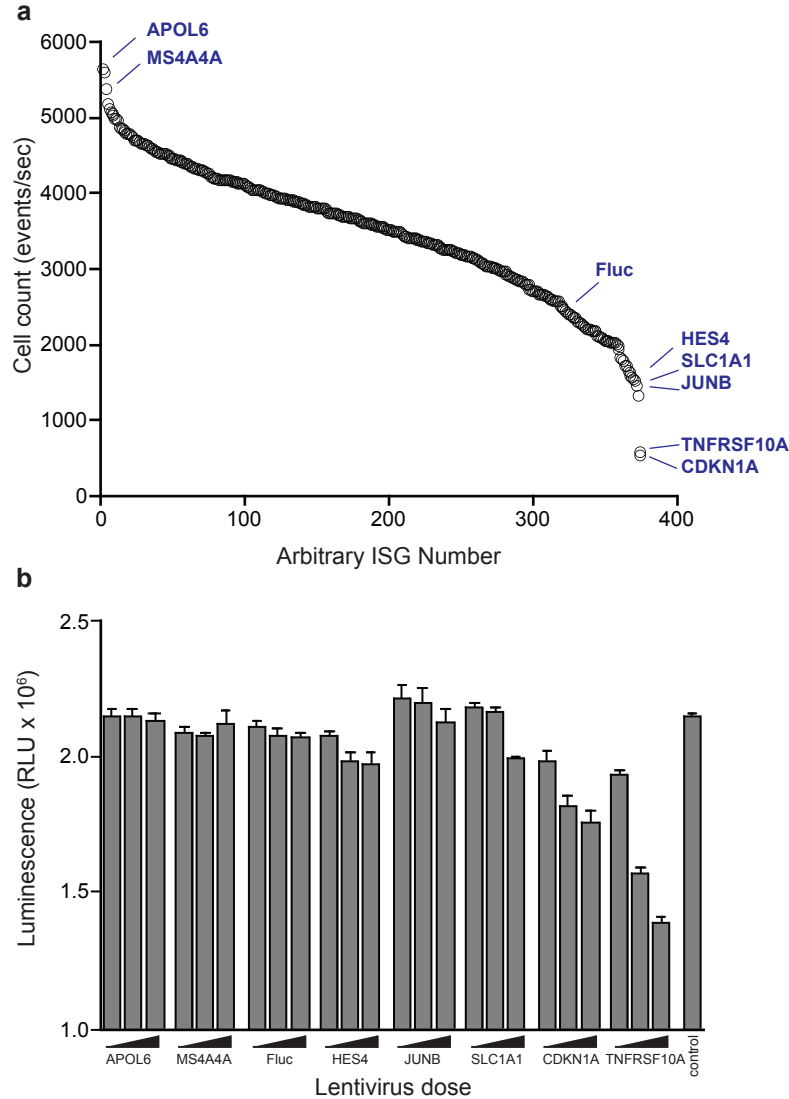 a
APOL6
MS4A4A
6000
5000
4000
3000
2000
1000
0
Cell count (events/sec)
Fluc
HES4
SLC1A1
JUNB
TNFRSF10A
CDKN1A
0 100 200 300 400
Arbitrary ISG Number
b
2.5
2.0
1.5
1.0
Luminescence (RLU x 10⁶)
APOL6 MS4A4A Fluc HES4 JUNB SLC1A1 CDKN1A TNFRSF10A control
Lentivirus dose